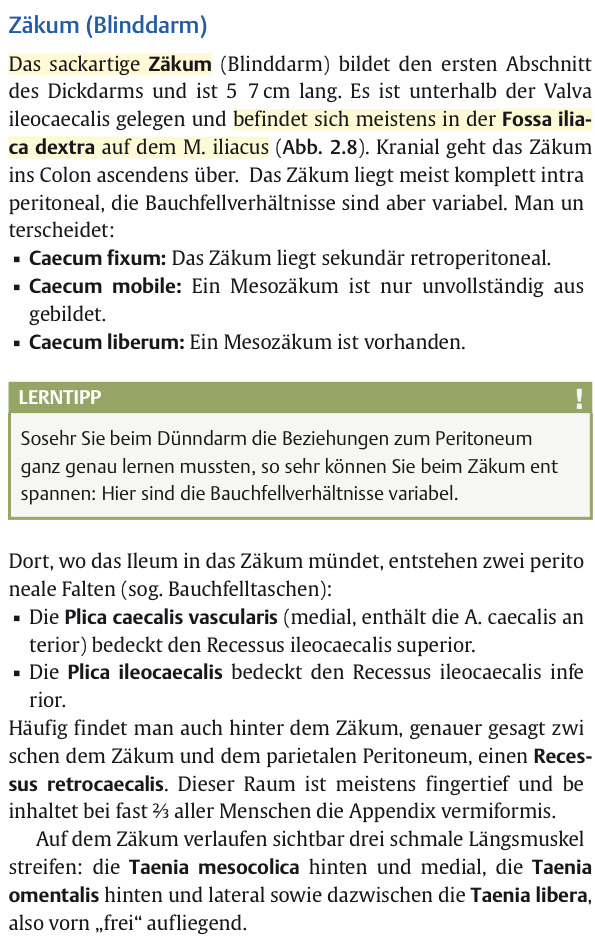 Zäkum (Blinddarm)
Das sackartige Zäkum (Blinddarm) bildet den ersten Abschnitt
des Dickdarms und ist 5 7 cm lang. Es ist unterhalb der Valva
ileocaecalis gelegen und befindet sich meistens in der Fossa ilia-
ca dextra auf dem M. iliacus (Abb. 2.8). Kranial geht das Zäkum
ins Colon ascendens über. Das Zäkum liegt meist komplett intra
peritoneal, die Bauchfellverhältnisse sind aber variabel. Man un
terscheidet:
▪ Caecum fixum: Das Zäkum liegt sekundär retroperitoneal.
▪ Caecum mobile: Ein Mesozäkum ist nur unvollständig aus
gebildet.
▪ Caecum liberum: Ein Mesozäkum ist vorhanden.
LERNTIPP !
Sosehr Sie beim Dünndarm die Beziehungen zum Peritoneum
ganz genau lernen mussten, so sehr können Sie beim Zäkum ent
spannen: Hier sind die Bauchfellverhältnisse variabel.
Dort, wo das Ileum in das Zäkum mündet, entstehen zwei perito
neale Falten (sog. Bauchfelltaschen):
▪ Die Plica caecalis vascularis (medial, enthält die A. caecalis an
terior) bedeckt den Recessus ileocaecalis superior.
▪ Die Plica ileocaecalis bedeckt den Recessus ileocaecalis infe
rior.
Häufig findet man auch hinter dem Zäkum, genauer gesagt zwi
schen dem Zäkum und dem parietalen Peritoneum, einen Reces-
sus retrocaecalis. Dieser Raum ist meistens fingertief und be
inhaltet bei fast ⅔ aller Menschen die Appendix vermiformis.
Auf dem Zäkum verlaufen sichtbar drei schmale Längsmuskel
streifen: die Taenia mesocolica hinten und medial, die Taenia
omentalis hinten und lateral sowie dazwischen die Taenia libera,
also vorn „frei“ aufliegend.